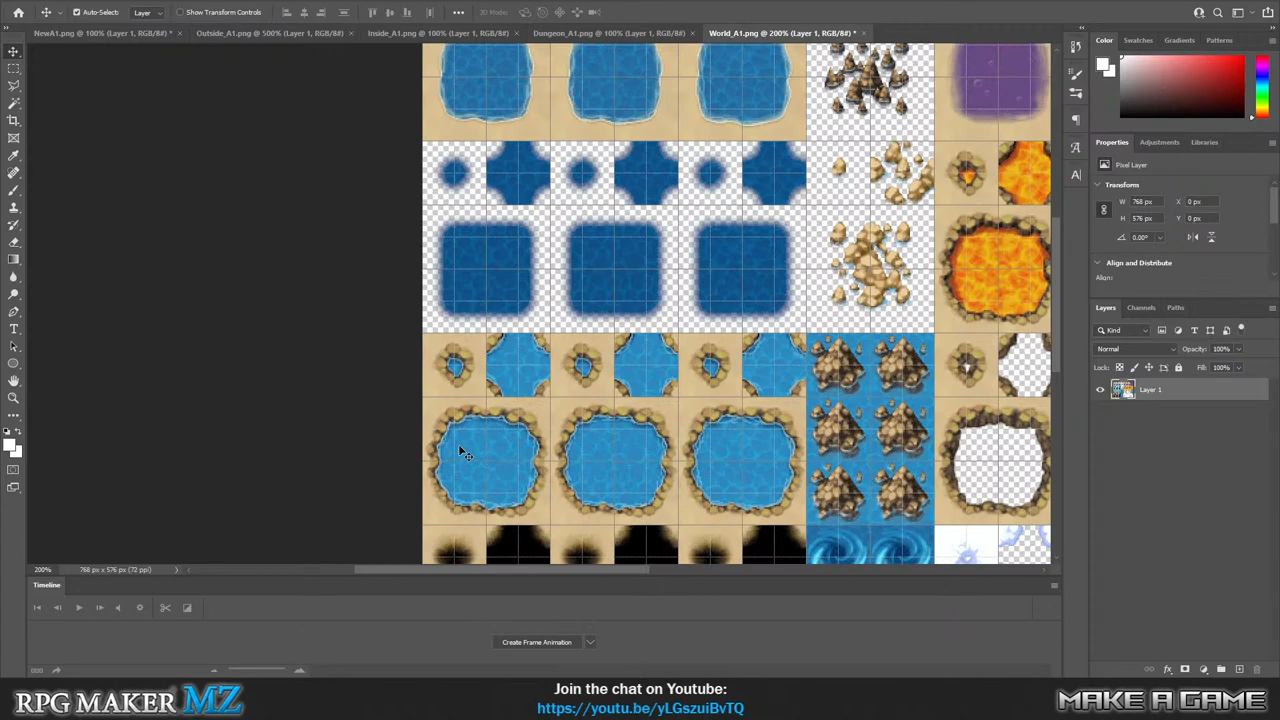 Auto-Select: Layer Show Transform Controls 3D Mode:
NewA1.png @ 100% (Layer 1, RGB/8#) * × Outside_A1.png @ 500% (Layer 1, RGB/8#) × Inside_A1.png @ 100% (Layer 1, RGB/8#) × Dungeon_A1.png @ 100% (Layer 1, RGB/8#) × World_A1.png @ 200% (Layer 1, RGB/8#) * ×
Color Swatches Gradients Patterns
Properties Adjustments Libraries
Pixel Layer
Transform
W 768 px X 0 px
H 576 px Y 0 px
0.00°
Align and Distribute
Align:
Layers Channels Paths
Kind
Normal Opacity: 100%
Lock: Fill: 100%
Layer 1
200% 768 px x 576 px (72 ppi)
Timeline
Create Frame Animation
RPG MAKER MZ
Join the chat on Youtube:
https://youtu.be/yLGszuiBvTQ
MAKE A GAME